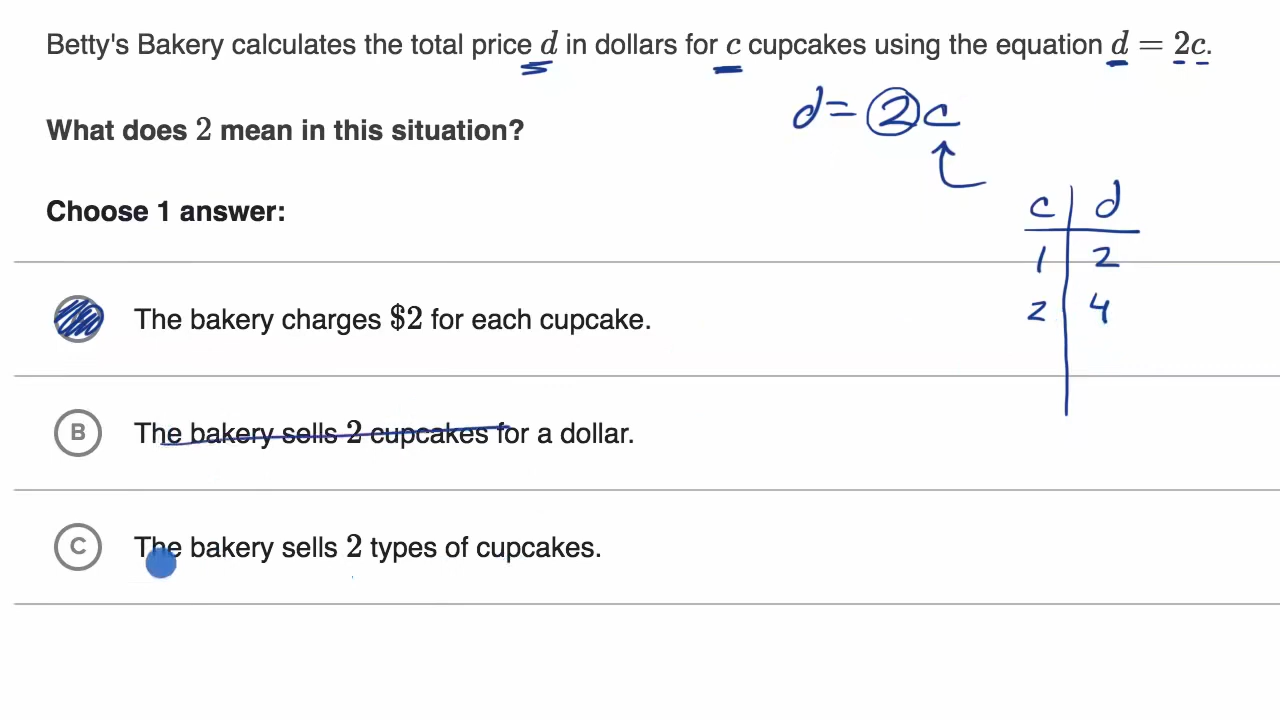 Betty's Bakery calculates the total price d in dollars for c cupcakes using the equation d = 2c.
d = 2c
What does 2 mean in this situation?
Choose 1 answer:
c d
1 2
2 4
The bakery charges $2 for each cupcake.
B The bakery sells 2 cupcakes for a dollar.
C The bakery sells 2 types of cupcakes.